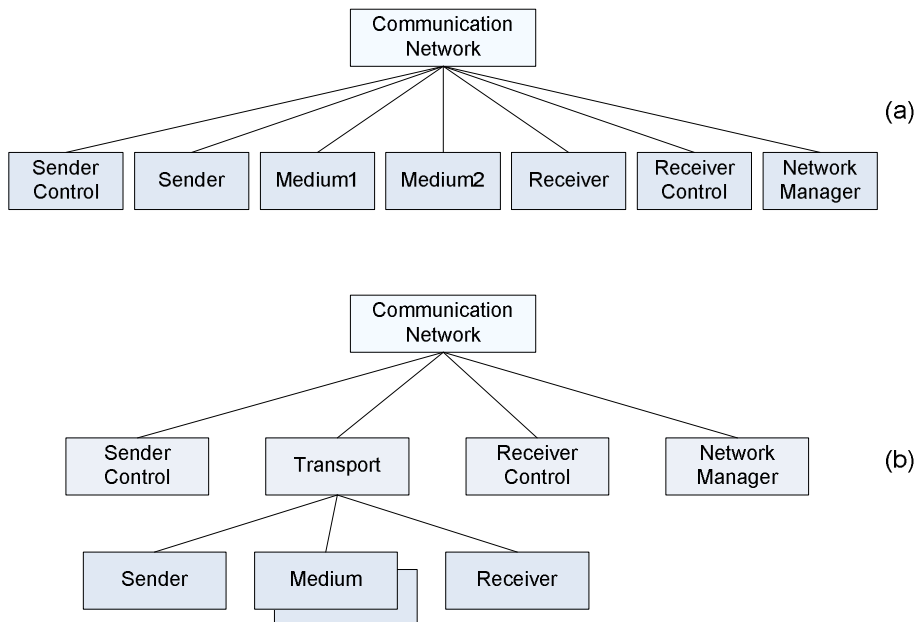 Communication
Network
(a)
Sender
Control
Sender
Medium1
Medium2
Receiver
Receiver
Control
Network
Manager
Communication
Network
Sender
Control
Transport
Receiver
Control
Network
Manager
(b)
Sender
Medium
Receiver